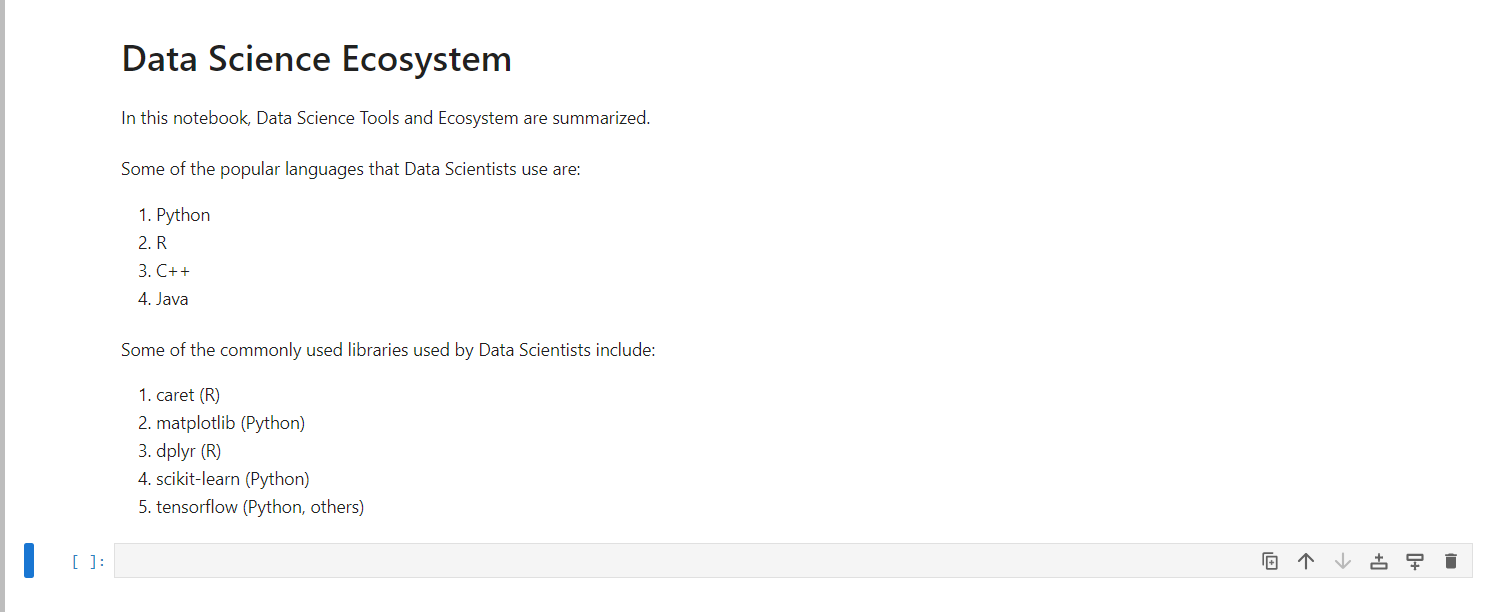 Data Science Ecosystem
In this notebook, Data Science Tools and Ecosystem are summarized.
Some of the popular languages that Data Scientists use are:
1. Python
2. R
3. C++
4. Java
Some of the commonly used libraries used by Data Scientists include:
1. caret (R)
2. matplotlib (Python)
3. dplyr (R)
4. scikit-learn (Python)
5. tensorflow (Python, others)
[ ]: